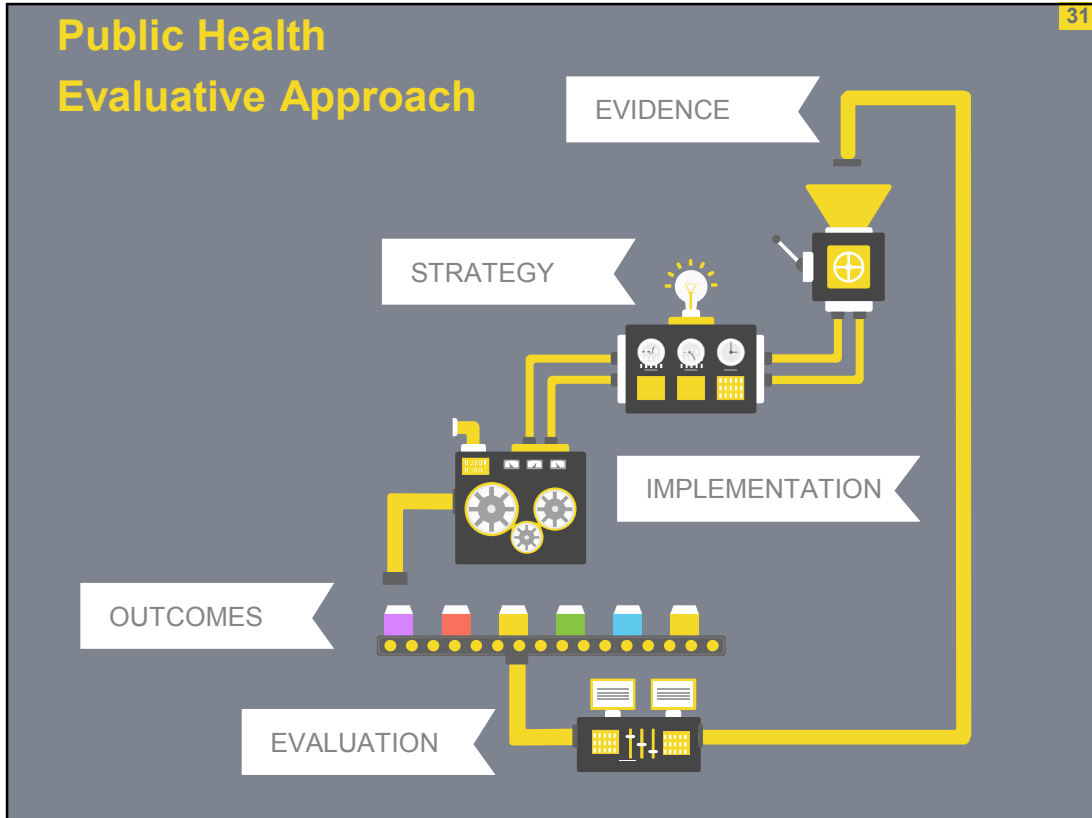 31
Public Health
Evaluative Approach
EVIDENCE
STRATEGY
IMPLEMENTATION
OUTCOMES
EVALUATION